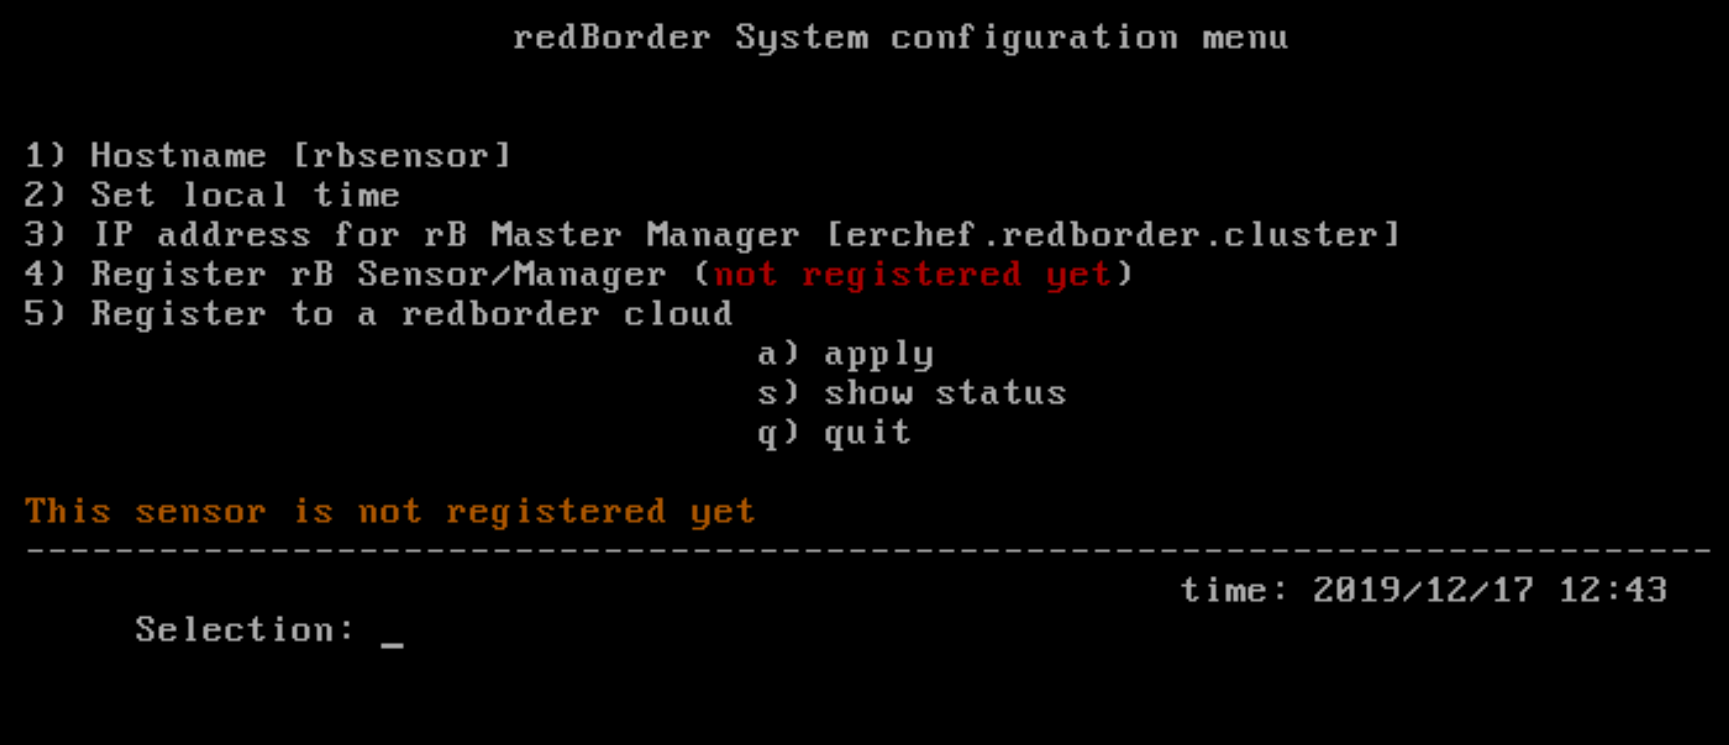 redBorder System configuration menu
1) Hostname [rbsensor]
2) Set local time
3) IP address for rB Master Manager [erchef.redborder.cluster]
4) Register rB Sensor/Manager (not registered yet)
5) Register to a redborder cloud
a) apply
s) show status
q) quit
This sensor is not registered yet
----------------------------------------------------------------------------
time: 2019/12/17 12:43
Selection: _